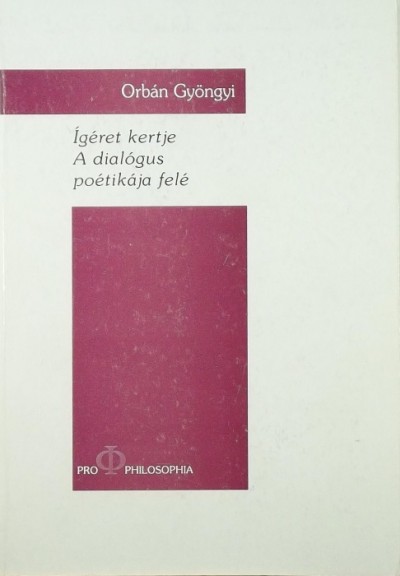 Orbán Gyöngyi
Ígéret kertje
A dialógus
poétikája felé
PRO Φ PHILOSOPHIA